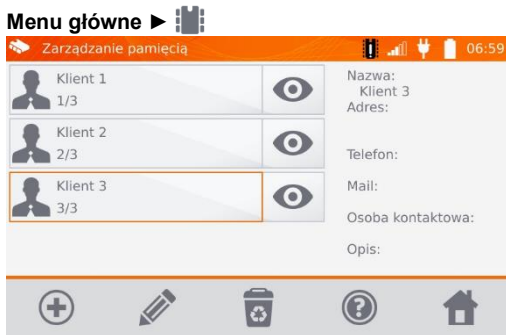 Menu główne ►
Zarządzanie pamięcią
06:59
Klient 1
1/3
Klient 2
2/3
Klient 3
3/3
Nazwa:
Klient 3
Adres:
Telefon:
Mail:
Osoba kontaktowa:
Opis: